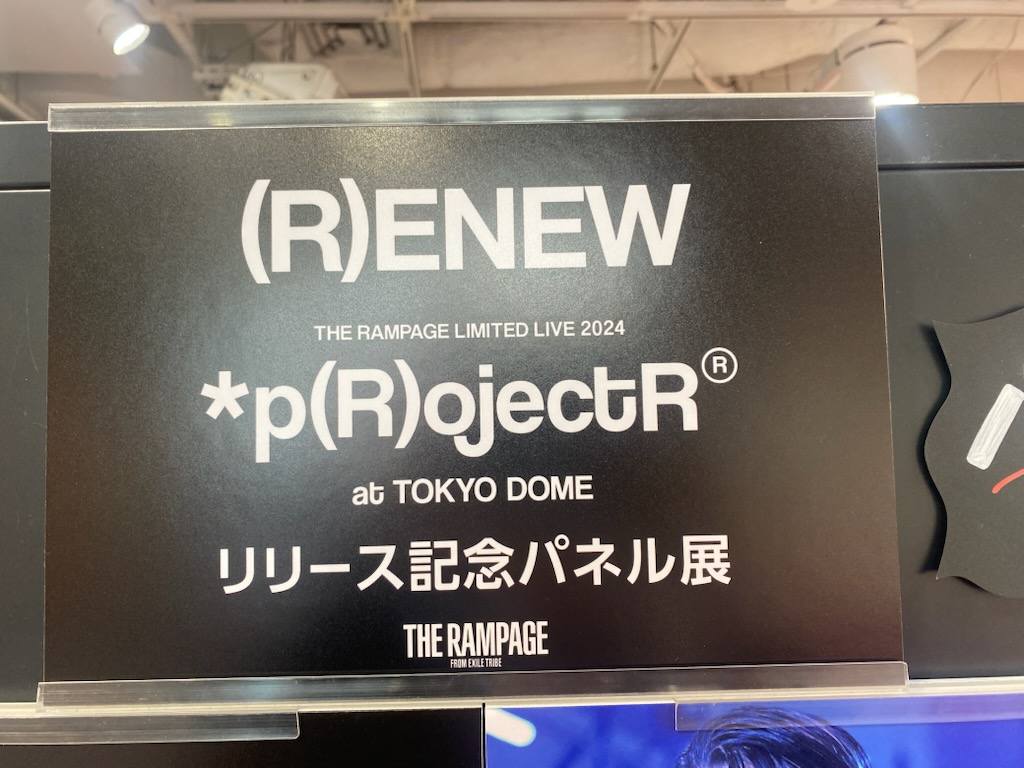 (R)ENEW
THE RAMPAGE LIMITED LIVE 2024
*p(R)ojectR®
at TOKYO DOME
リリース記念パネル展
THE RAMPAGE
FROM EXILE TRIBE